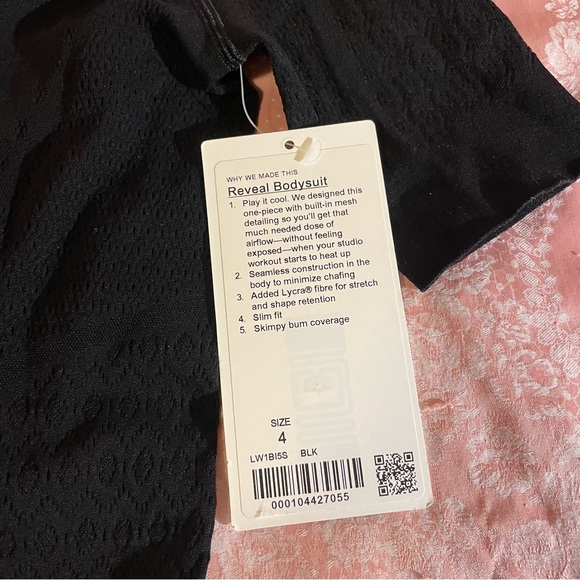 WHY WE MADE THIS
Reveal Bodysuit
1. Play it cool. We designed this
one-piece with built-in mesh
detailing so you'll get that
much needed dose of
airflow—without feeling
exposed—when your studio
workout starts to heat up
2. Seamless construction in the
body to minimize chafing
3. Added Lycra® fibre for stretch
and shape retention
4. Slim fit
5. Skimpy bum coverage
SIZE
4
LW1BI5S BLK
000104427055